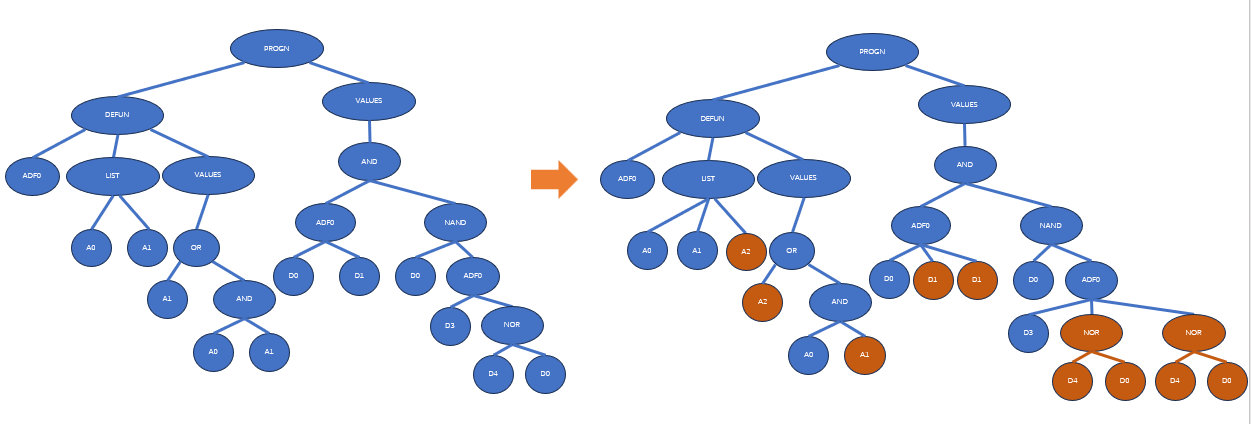 PROGN
DEFUN
VALUES
ADF0
LIST
VALUES
AND
A0
A1
OR
ADF0
NAND
A1
AND
D0
D1
D0
ADF0
A0
A1
D3
NOR
D4
D0
PROGN
DEFUN
VALUES
ADF0
LIST
VALUES
AND
A0
A1
A2
OR
ADF0
NAND
A2
AND
D0
D1
D1
D0
ADF0
A0
A1
D3
NOR
NOR
D4
D0
D4
D0